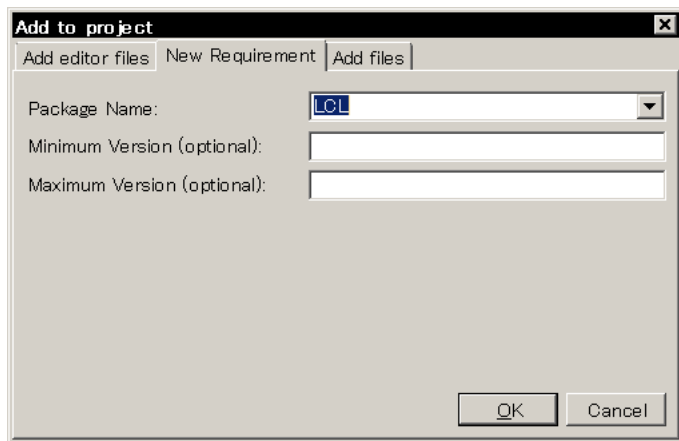 Add to project
Add editor files New Requirement Add files
Package Name: LCL
Minimum Version (optional):
Maximum Version (optional):
OK Cancel